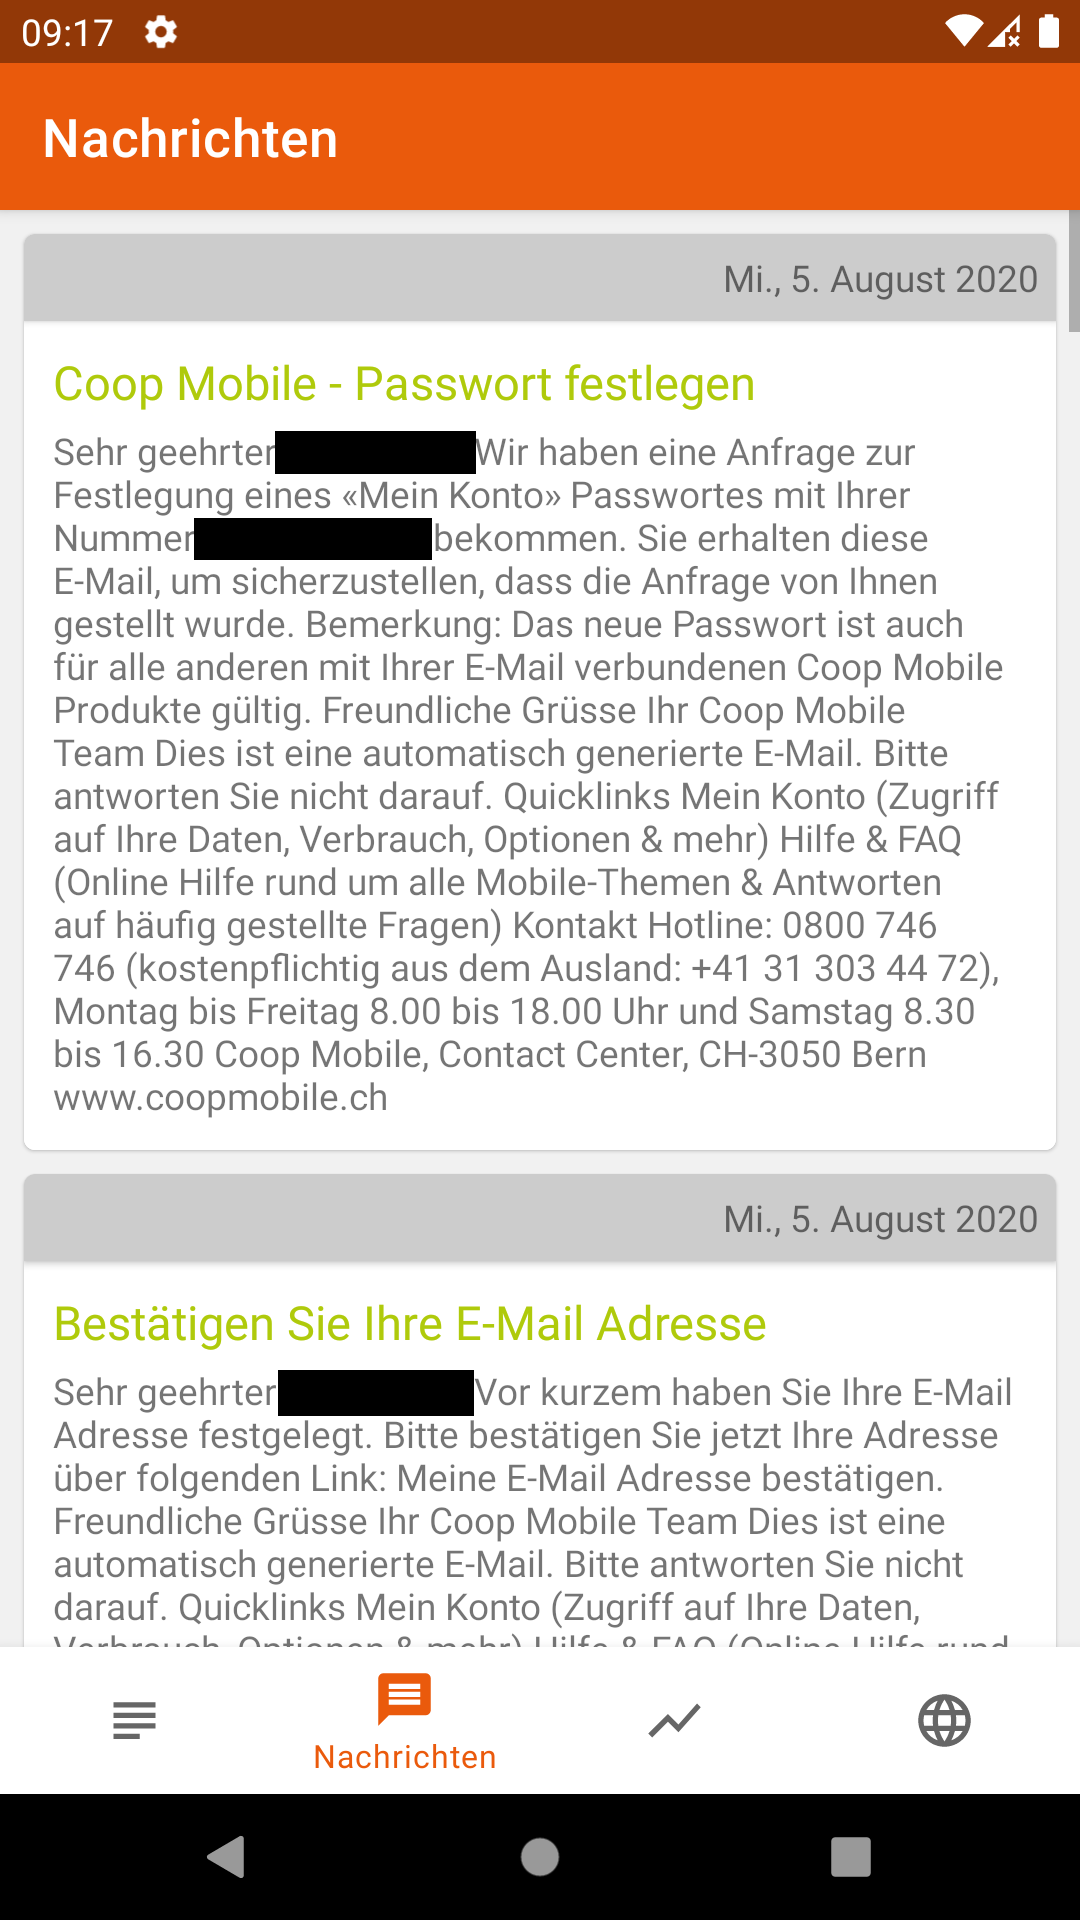 09:17
Nachrichten
Mi., 5. August 2020
Coop Mobile - Passwort festlegen
Sehr geehrter Wir haben eine Anfrage zur
Festlegung eines «Mein Konto» Passwortes mit Ihrer
Nummer bekommen. Sie erhalten diese
E-Mail, um sicherzustellen, dass die Anfrage von Ihnen
gestellt wurde. Bemerkung: Das neue Passwort ist auch
für alle anderen mit Ihrer E-Mail verbundenen Coop Mobile
Produkte gültig. Freundliche Grüsse Ihr Coop Mobile
Team Dies ist eine automatisch generierte E-Mail. Bitte
antworten Sie nicht darauf. Quicklinks Mein Konto (Zugriff
auf Ihre Daten, Verbrauch, Optionen & mehr) Hilfe & FAQ
(Online Hilfe rund um alle Mobile-Themen & Antworten
auf häufig gestellte Fragen) Kontakt Hotline: 0800 746
746 (kostenpflichtig aus dem Ausland: +41 31 303 44 72),
Montag bis Freitag 8.00 bis 18.00 Uhr und Samstag 8.30
bis 16.30 Coop Mobile, Contact Center, CH-3050 Bern
www.coopmobile.ch
Mi., 5. August 2020
Bestätigen Sie Ihre E-Mail Adresse
Sehr geehrter Vor kurzem haben Sie Ihre E-Mail
Adresse festgelegt. Bitte bestätigen Sie jetzt Ihre Adresse
über folgenden Link: Meine E-Mail Adresse bestätigen.
Freundliche Grüsse Ihr Coop Mobile Team Dies ist eine
automatisch generierte E-Mail. Bitte antworten Sie nicht
darauf. Quicklinks Mein Konto (Zugriff auf Ihre Daten,
Verbrauch, Optionen & mehr) Hilfe & FAQ (Online Hilfe rund
Nachrichten